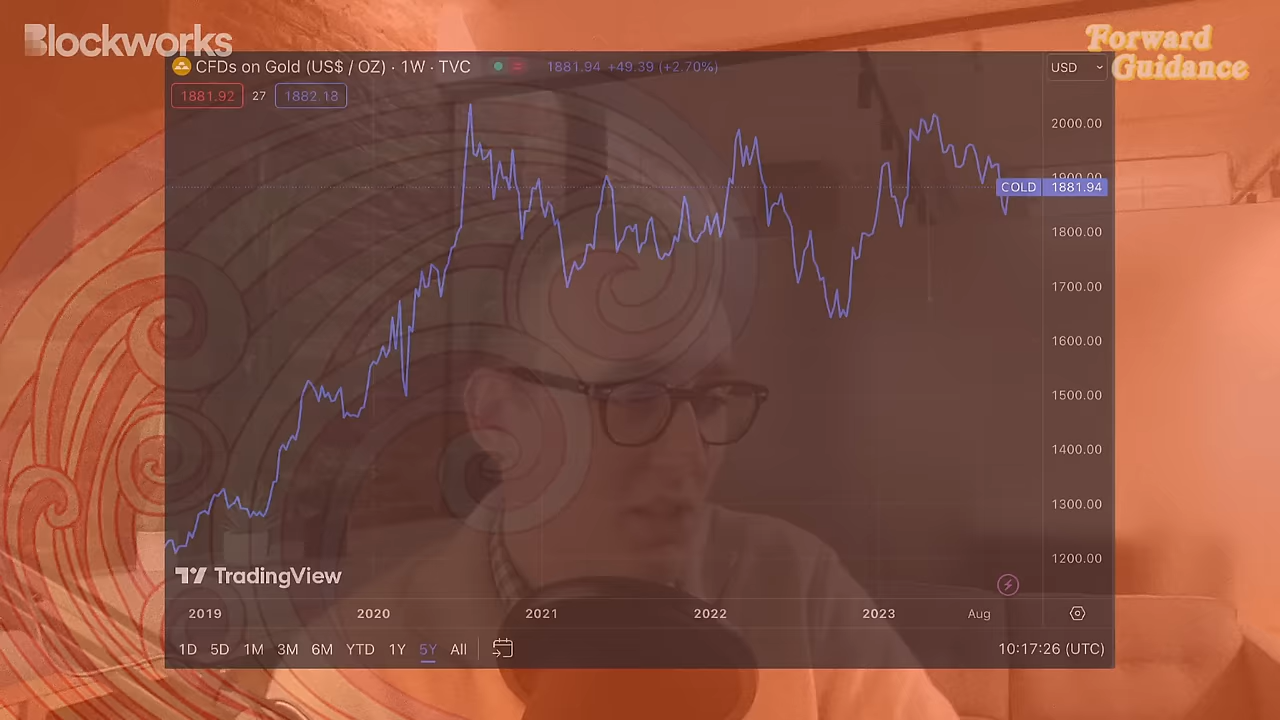 Blockworks
Forward
Guidance
CFDs on Gold (US$ / OZ) · 1W · TVC
1881.94 +49.39 (+2.70%)
USD
1881.92 27 1882.18
2000.00
1900.00
COLD 1881.94
1800.00
1700.00
1600.00
1500.00
1400.00
1300.00
1200.00
TradingView
2019 2020 2021 2022 2023 Aug
1D 5D 1M 3M 6M YTD 1Y 5Y All
10:17:26 (UTC)